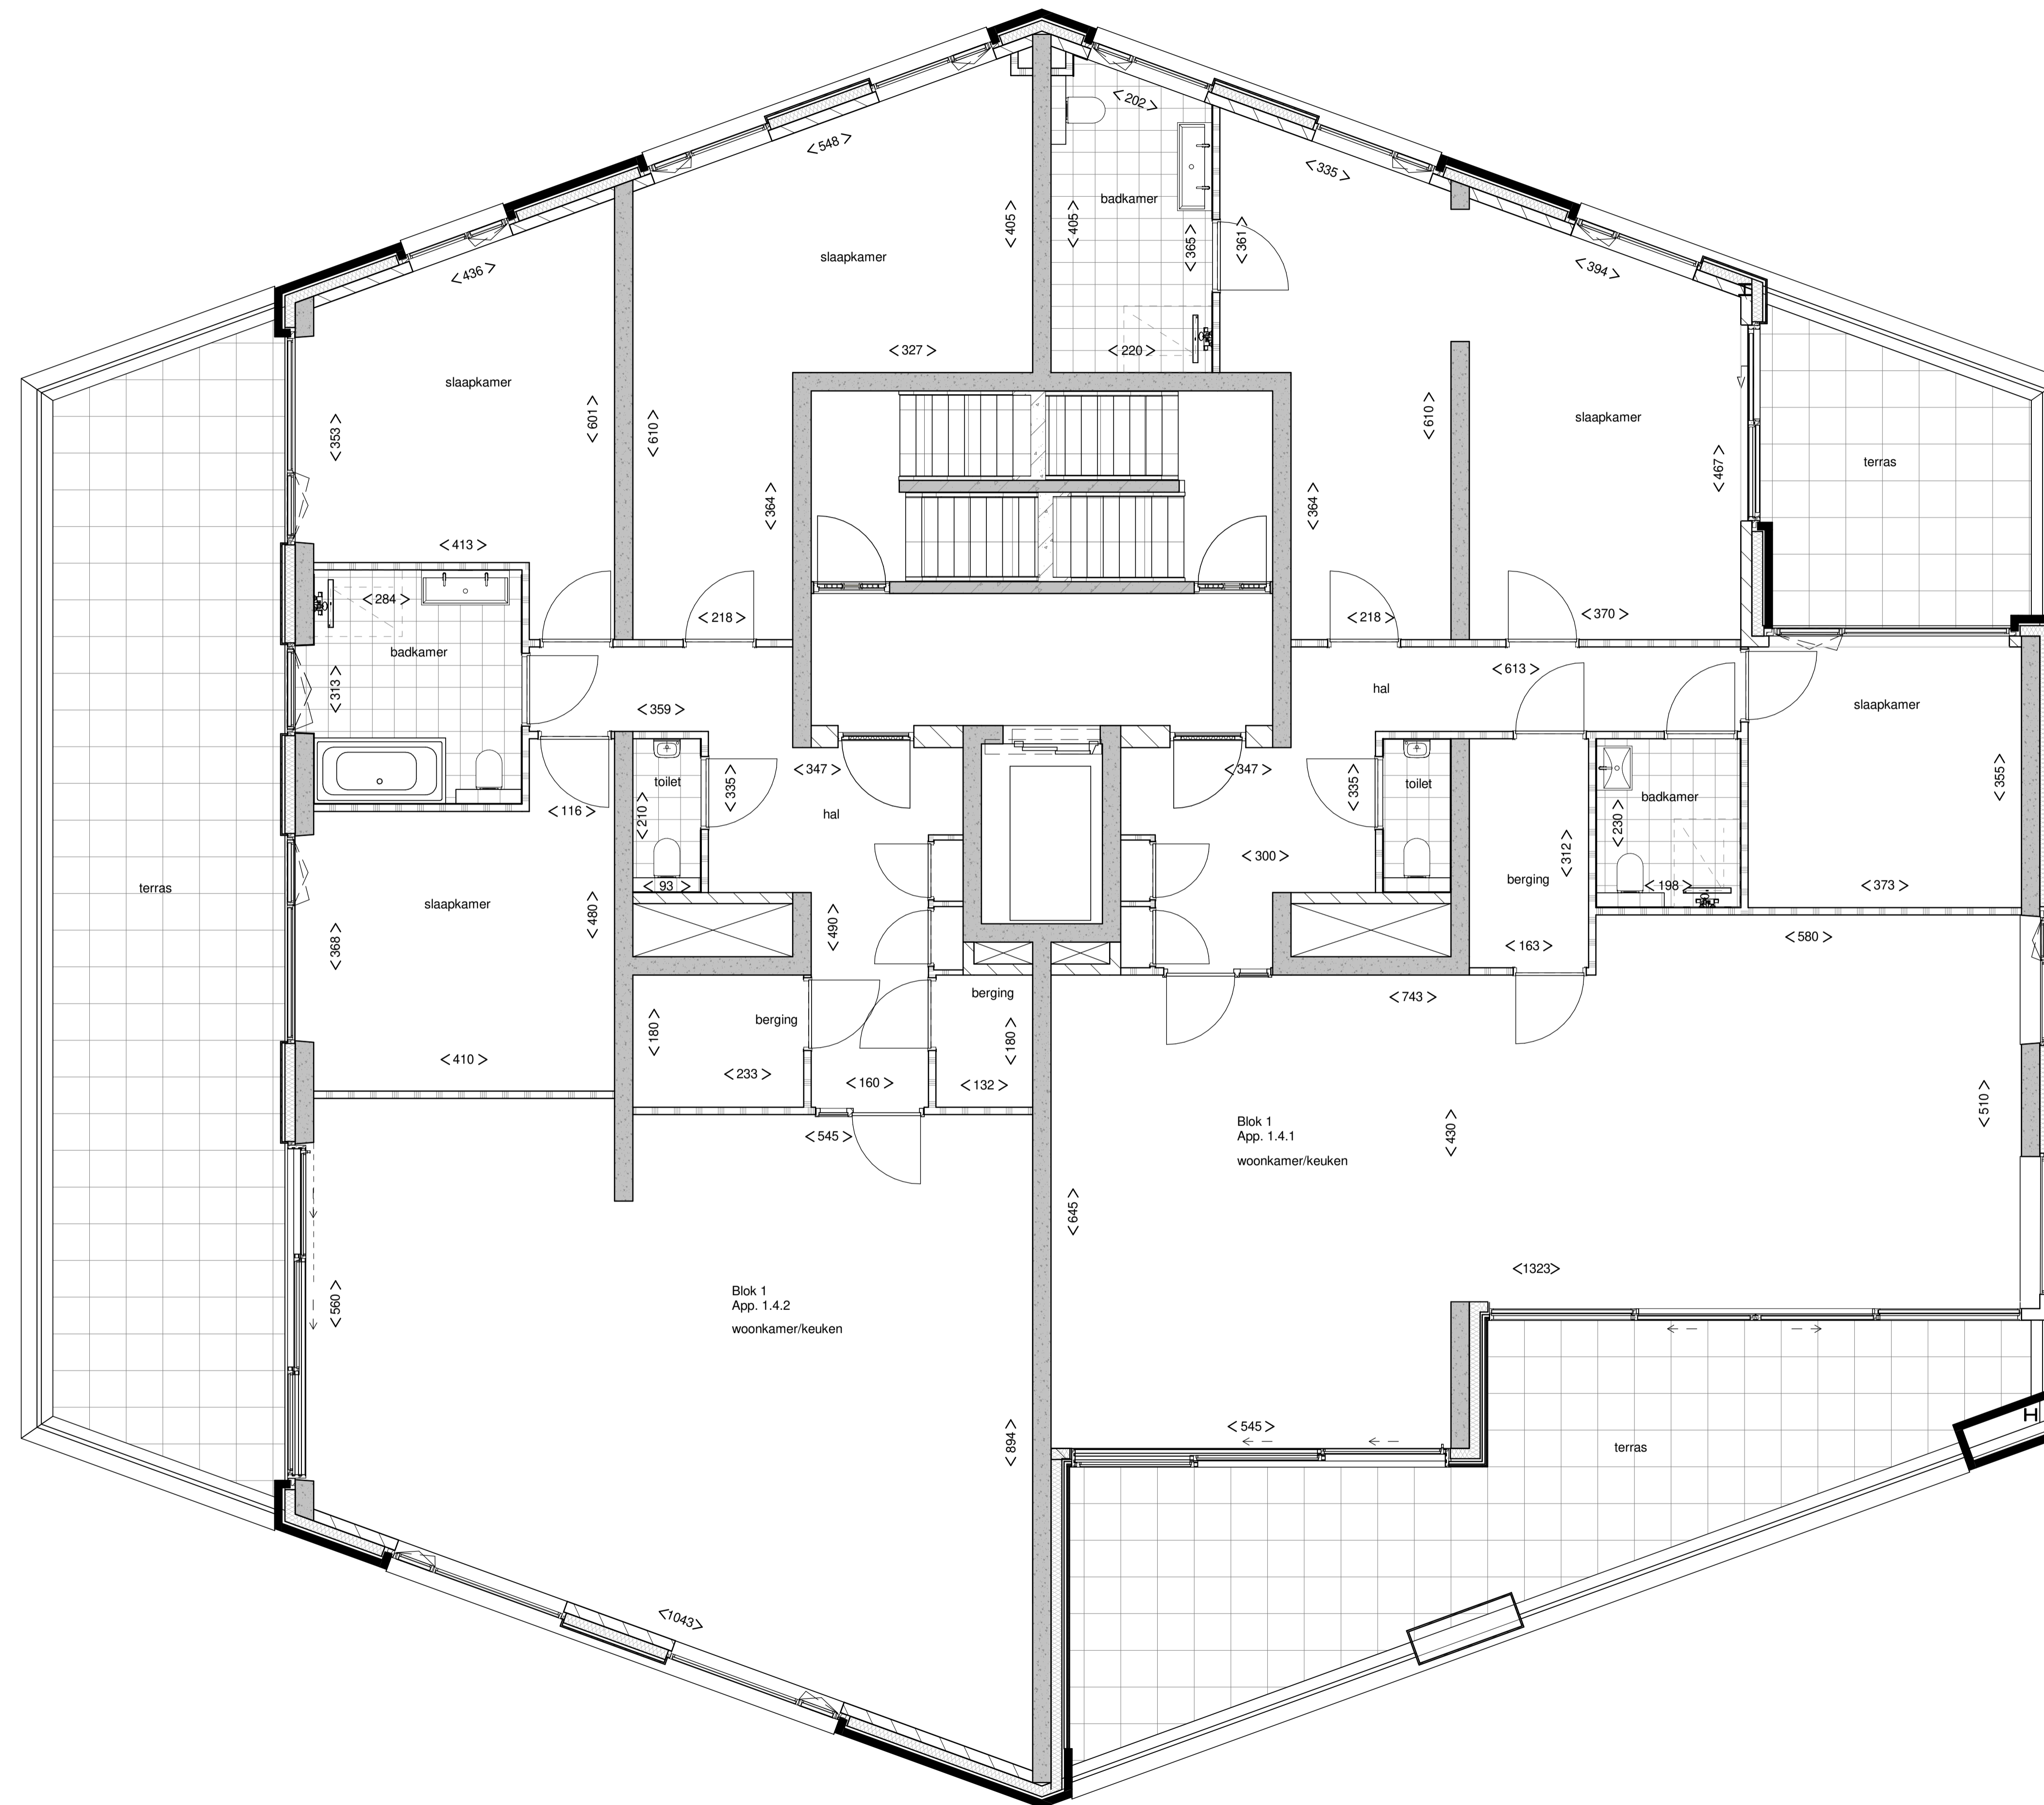 <202>
<548>
<335>
badkamer
<405>
<405>
<365>
<361>
slaapkamer
<436>
<394>
<327>
<220>
slaapkamer
<353>
<601>
<610>
<610>
slaapkamer
<467>
terras
<364>
<364>
<413>
<284>
<218>
<218>
<370>
badkamer
<313>
<359>
hal
<613>
slaapkamer
toilet
<335>
<347>
<347>
<335>
toilet
<355>
<116>
<210>
hal
badkamer
<230>
<300>
<312>
terras
slaapkamer
<93>
berging
<198>
<373>
<368>
<480>
<490>
<163>
<580>
berging
<743>
<180>
berging
<180>
<410>
<233>
<160>
<132>
<545>
Blok 1
App. 1.4.1
woonkamer/keuken
<430>
<510>
<645>
<1323>
<560>
Blok 1
App. 1.4.2
woonkamer/keuken
<894>
<545>
H
terras
<1043>